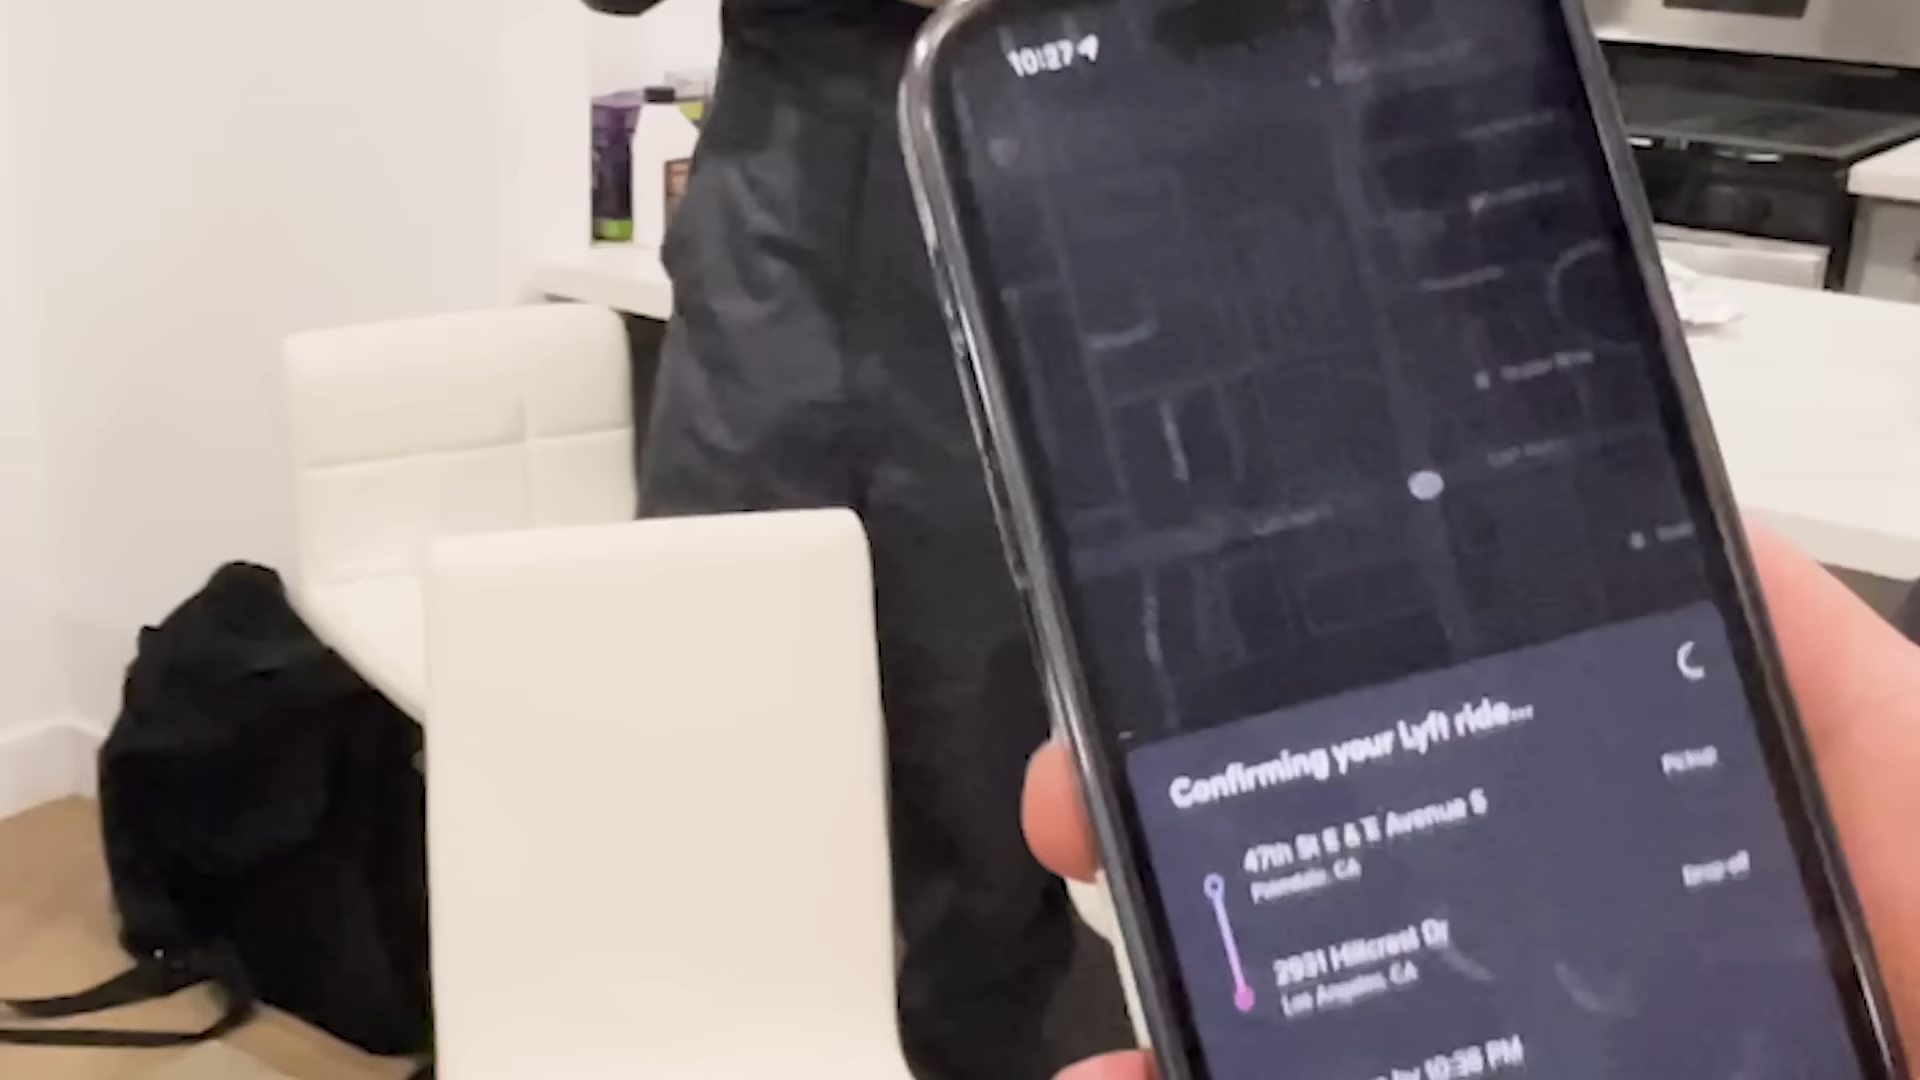 10:27
Confirming your Lyft ride...
47th St E & E Avenue S
Pickup
Palmdale, CA
2931 Hillcrest Dr
Drop-off
Los Angeles, CA
by 10:38 PM